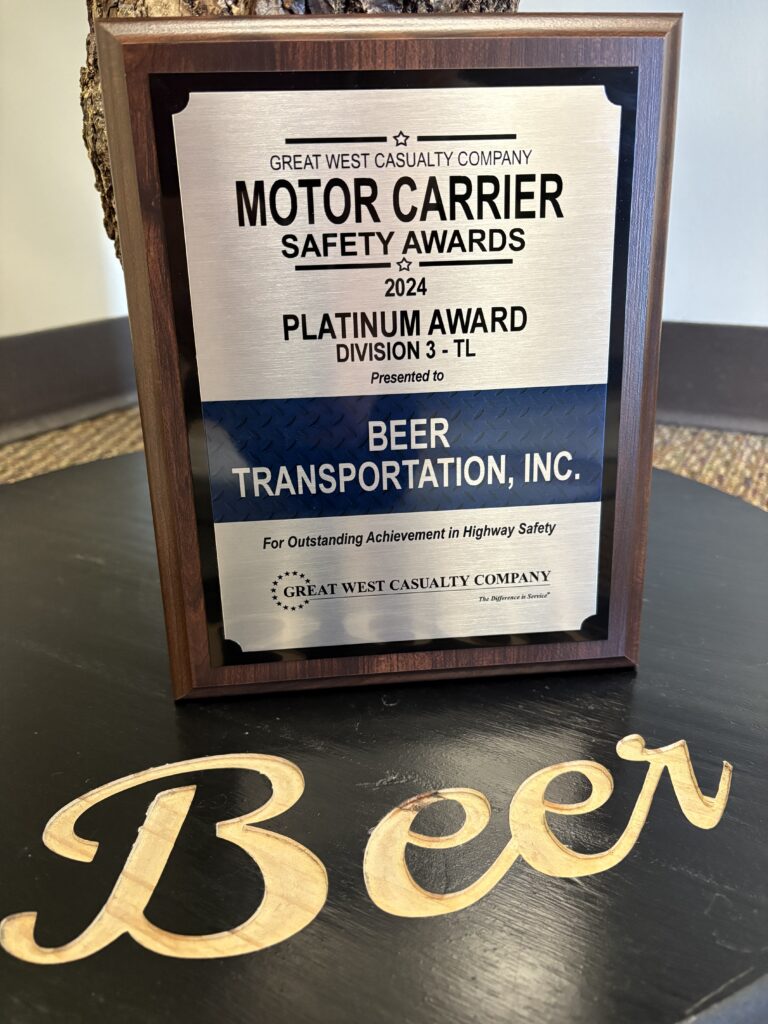 GREAT WEST CASUALTY COMPANY
MOTOR CARRIER
SAFETY AWARDS
2024
PLATINUM AWARD
DIVISION 3 - TL
Presented to
BEER
TRANSPORTATION, INC.
For Outstanding Achievement in Highway Safety
GREAT WEST CASUALTY COMPANY
The Difference is Service®
Beer